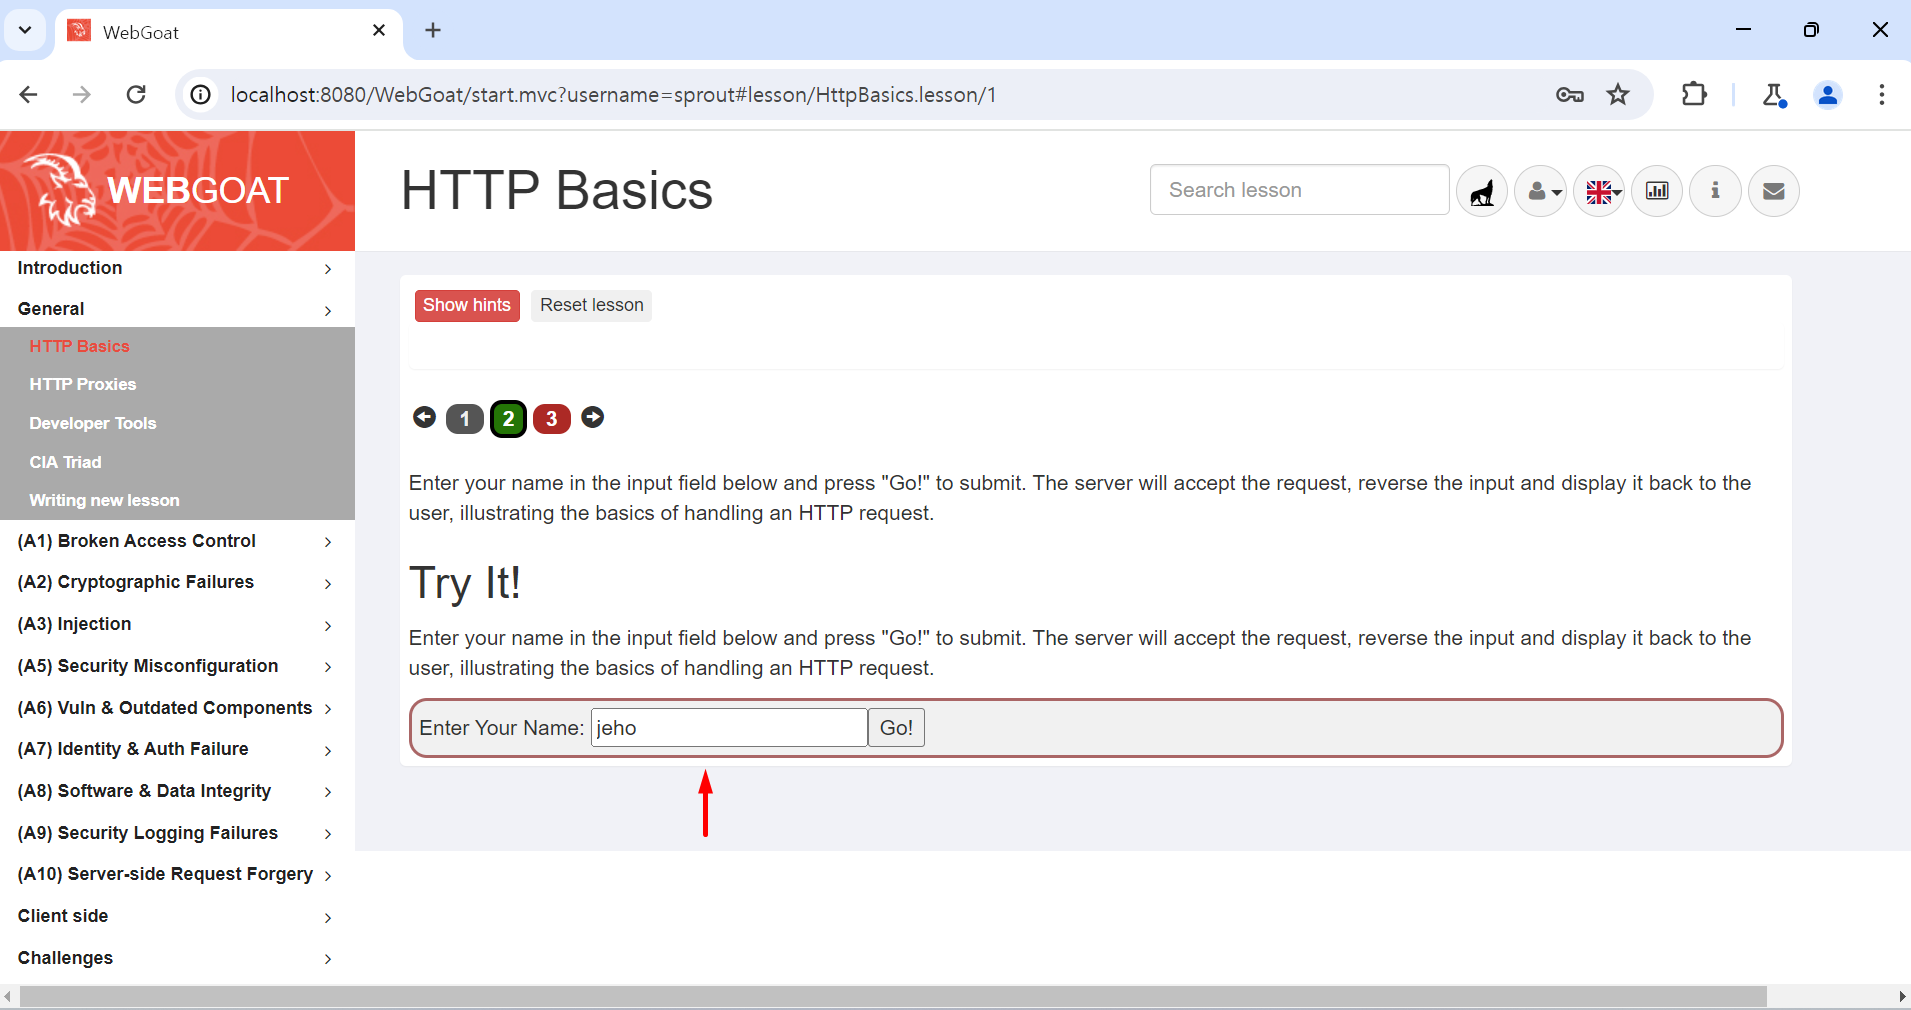 WebGoat
localhost:8080/WebGoat/start.mvc?username=sprout#lesson/HttpBasics.lesson/1
WEBGOAT
HTTP Basics
Search lesson
Introduction
General
HTTP Basics
HTTP Proxies
Developer Tools
CIA Triad
Writing new lesson
(A1) Broken Access Control
(A2) Cryptographic Failures
(A3) Injection
(A5) Security Misconfiguration
(A6) Vuln & Outdated Components
(A7) Identity & Auth Failure
(A8) Software & Data Integrity
(A9) Security Logging Failures
(A10) Server-side Request Forgery
Client side
Challenges
Show hints Reset lesson
1 2 3
Enter your name in the input field below and press "Go!" to submit. The server will accept the request, reverse the input and display it back to the
user, illustrating the basics of handling an HTTP request.
Try It!
Enter your name in the input field below and press "Go!" to submit. The server will accept the request, reverse the input and display it back to the
user, illustrating the basics of handling an HTTP request.
Enter Your Name: jeho Go!